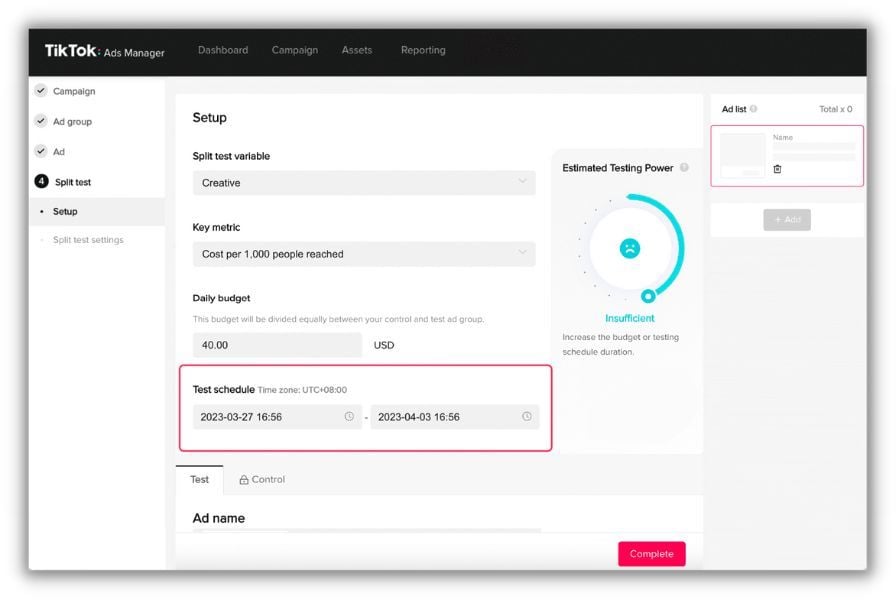 TikTok: Ads Manager
Dashboard Campaign Assets Reporting
Campaign
Ad group
Ad
4 Split test
Setup
Split test settings
Setup
Split test variable
Creative
Key metric
Cost per 1,000 people reached
Daily budget
This budget will be divided equally between your control and test ad group.
40.00 USD
Test schedule Time zone: UTC+08:00
2023-03-27 16:56 - 2023-04-03 16:56
Test Control
Ad name
Complete
Estimated Testing Power ?
Insufficient
Increase the budget or testing
schedule duration.
Ad list ? Total x 0
Name
+ Add